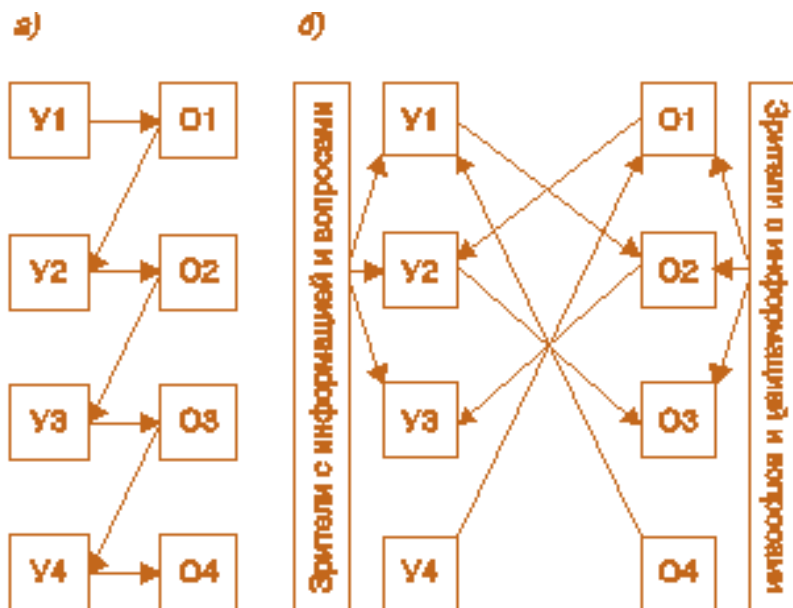 а) б)
У1 О1
У2 О2
У3 О3
У4 О4
Зрители с информацией и вопросами
У1 О1
У2 О2
У3 О3
У4 О4
Зрители с информацией и вопросами